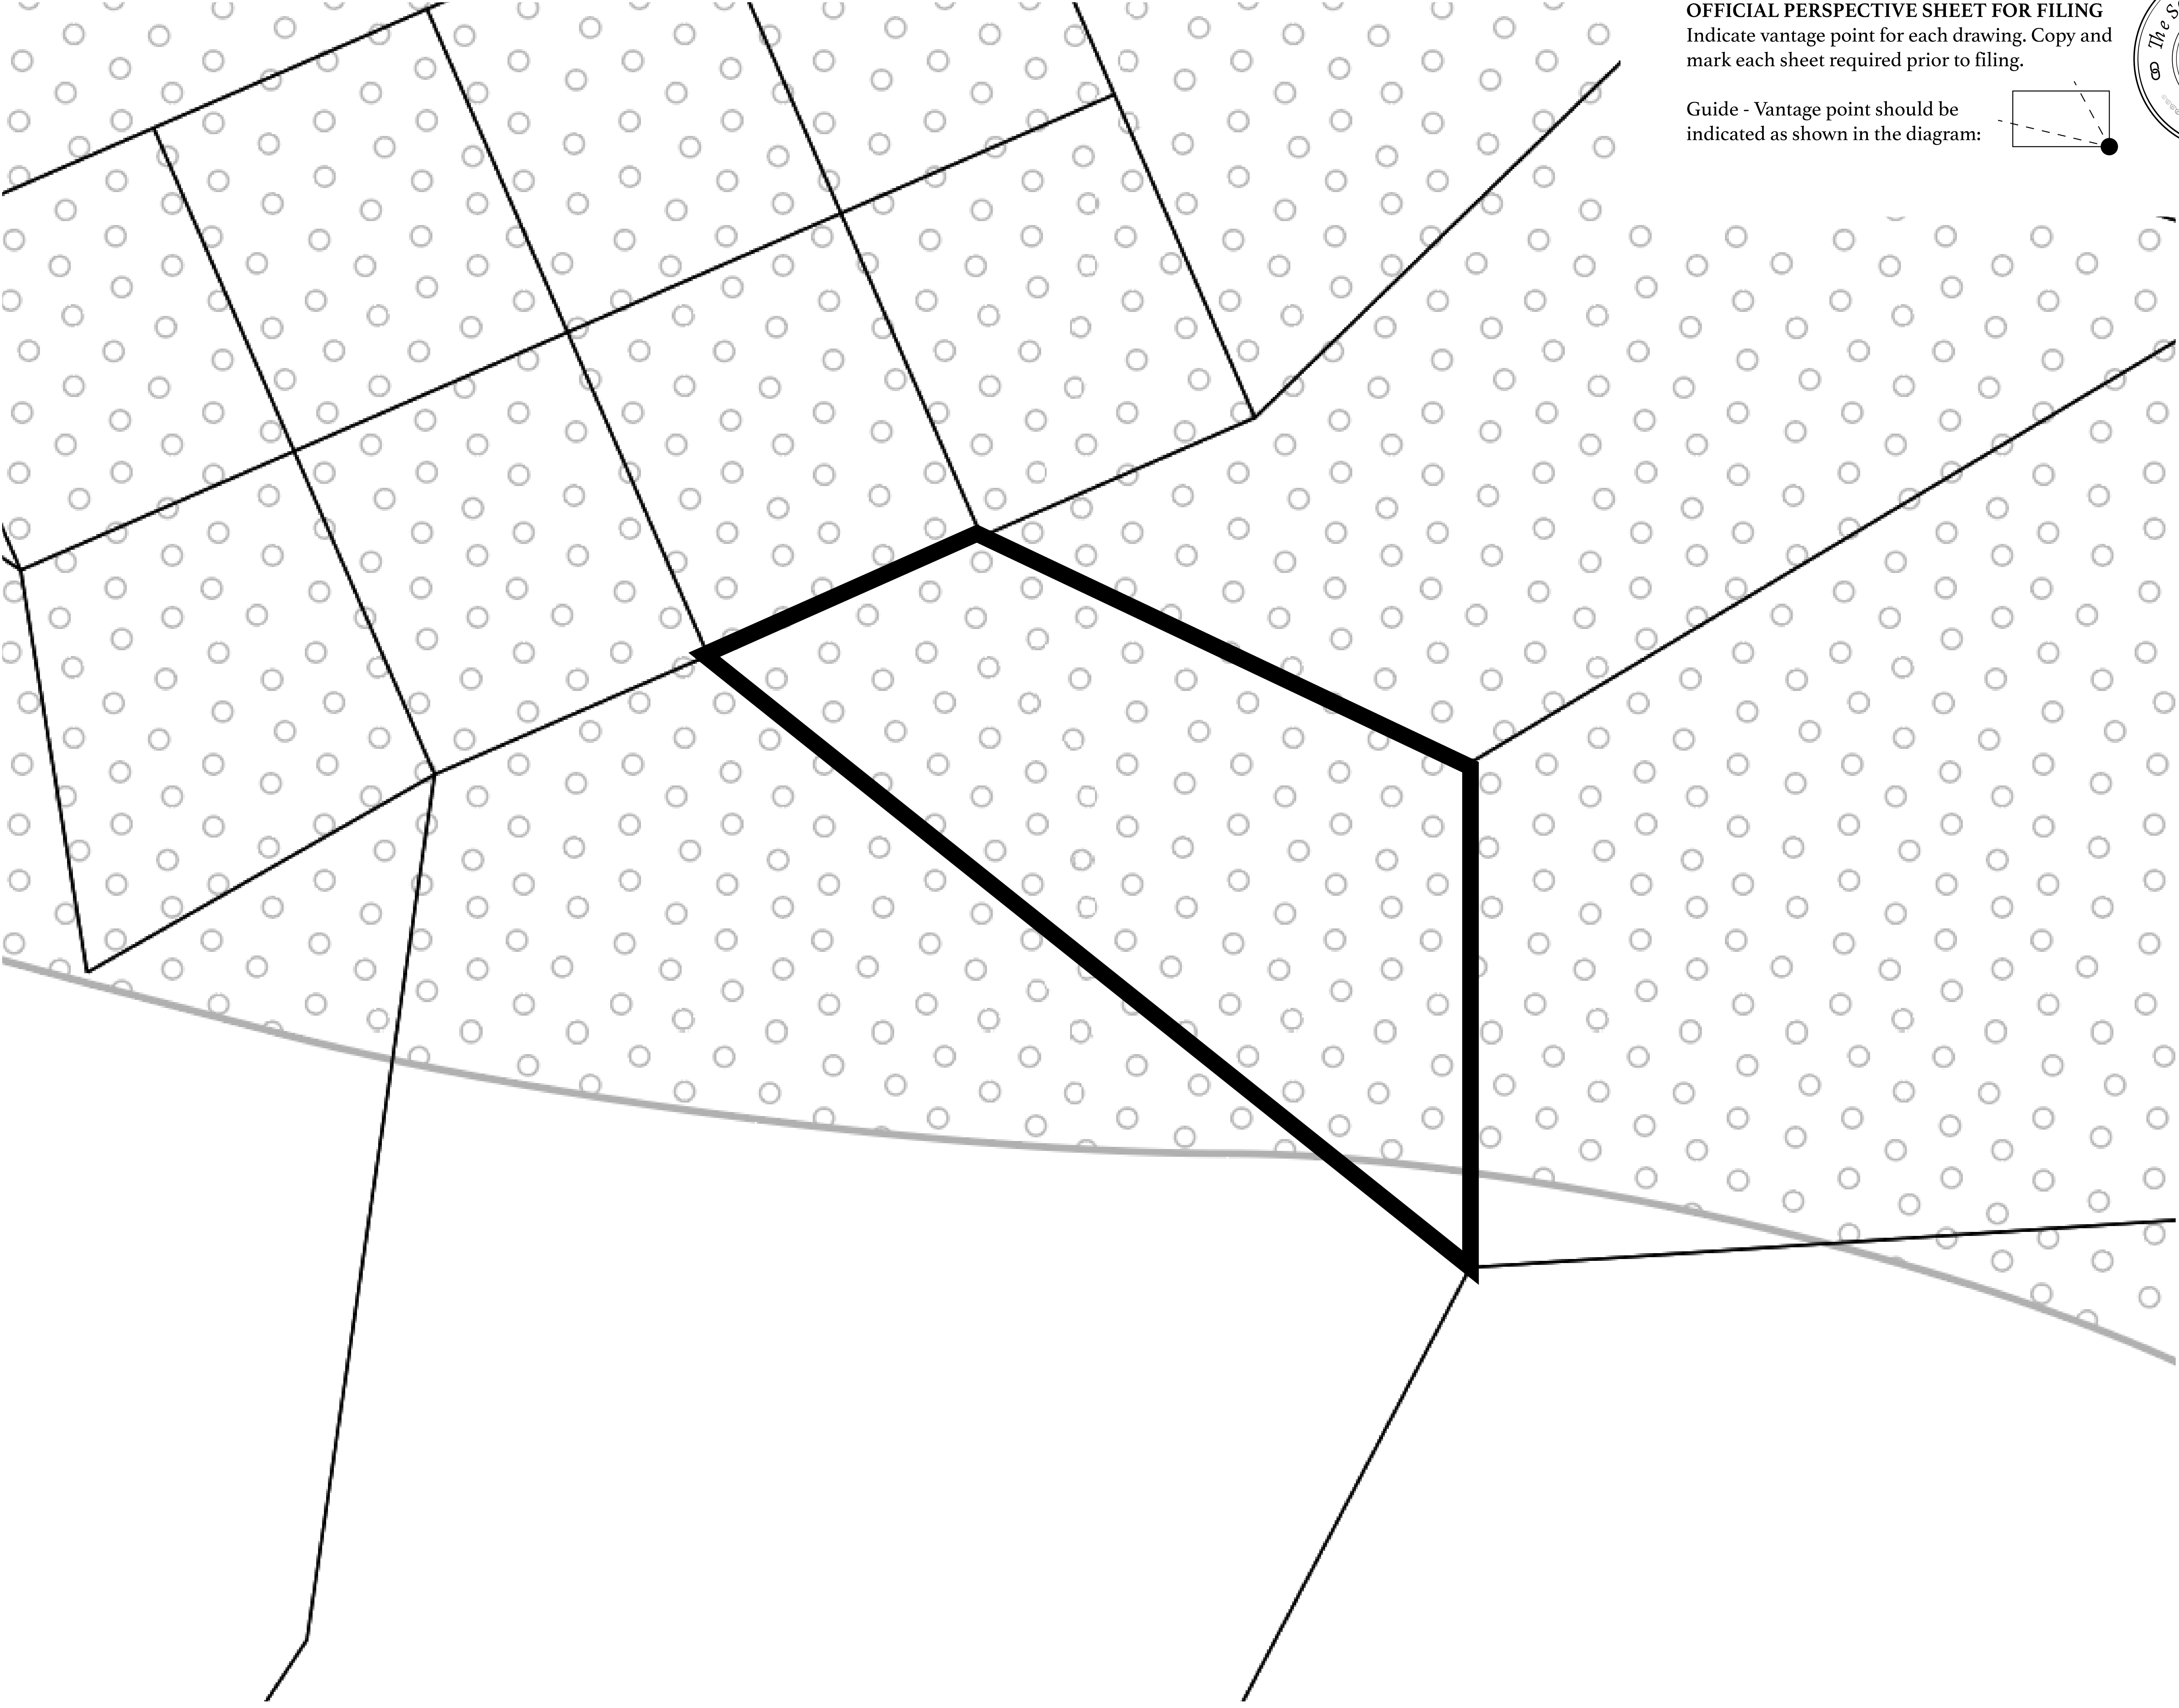 OFFICIAL PERSPECTIVE SHEET FOR FILING
Indicate vantage point for each drawing. Copy and
mark each sheet required prior to filing.
Guide - Vantage point should be
indicated as shown in the diagram:
The